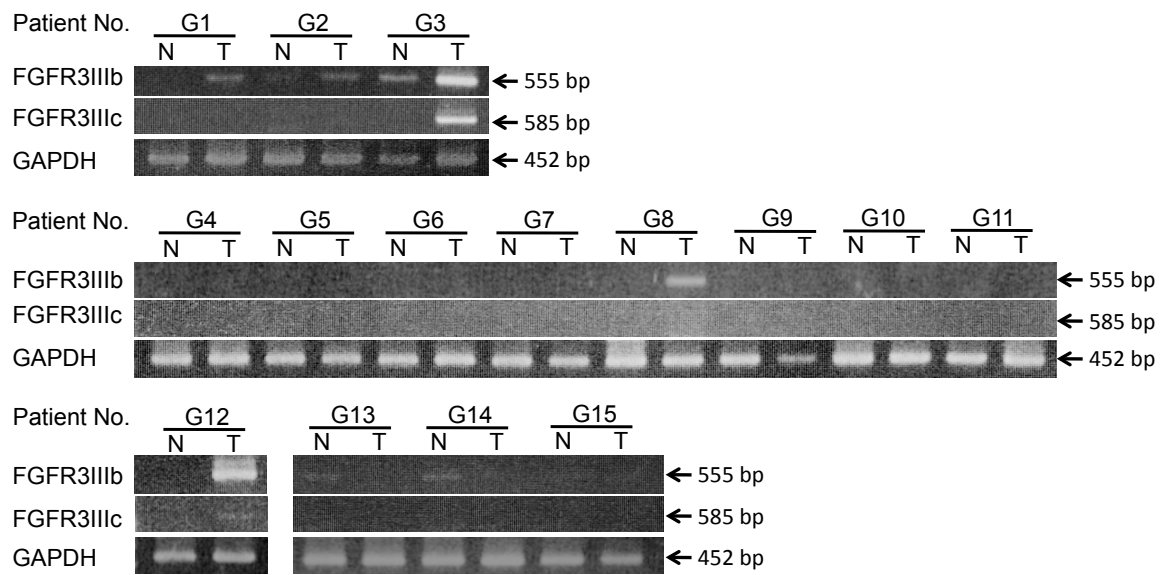 Patient No. G1 G2 G3
N T N T N T
FGFR3IIIb ← 555 bp
FGFR3IIIc ← 585 bp
GAPDH ← 452 bp
Patient No. G4 G5 G6 G7 G8 G9 G10 G11
N T N T N T N T N T N T N T N T
FGFR3IIIb ← 555 bp
FGFR3IIIc ← 585 bp
GAPDH ← 452 bp
Patient No. G12 G13 G14 G15
N T N T N T N T
FGFR3IIIb ← 555 bp
FGFR3IIIc ← 585 bp
GAPDH ← 452 bp